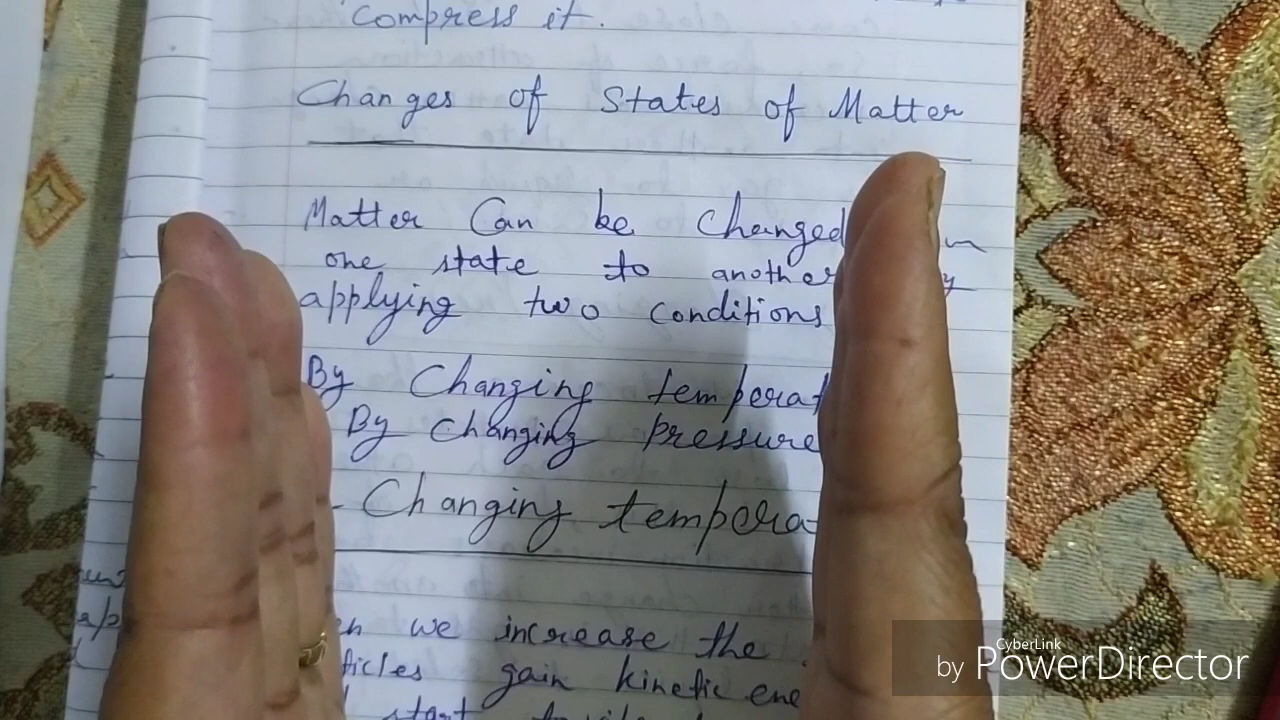 compress it.
Changes of States of Matter
Matter Can be Changed
one state to another
applying two conditions
By Changing temperat
By Changing Pressure
Changing tempera
we increase the
ticles gain kinetic ene
start
CyberLink
by PowerDirector